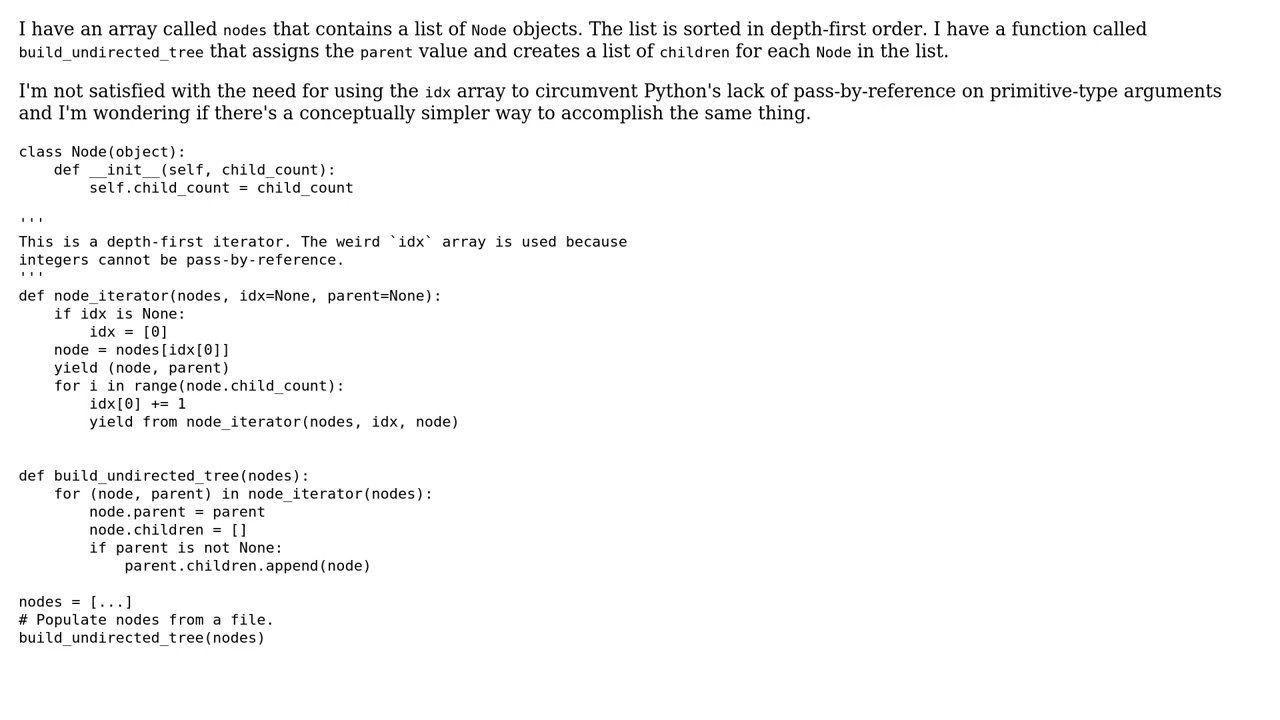 I have an array called nodes that contains a list of Node objects. The list is sorted in depth-first order. I have a function called
build_undirected_tree that assigns the parent value and creates a list of children for each Node in the list.
I'm not satisfied with the need for using the idx array to circumvent Python's lack of pass-by-reference on primitive-type arguments
and I'm wondering if there's a conceptually simpler way to accomplish the same thing.
class Node(object):
    def __init__(self, child_count):
        self.child_count = child_count

'''
This is a depth-first iterator. The weird `idx` array is used because
integers cannot be pass-by-reference.
'''
def node_iterator(nodes, idx=None, parent=None):
    if idx is None:
        idx = [0]
    node = nodes[idx[0]]
    yield (node, parent)
    for i in range(node.child_count):
        idx[0] += 1
        yield from node_iterator(nodes, idx, node)


def build_undirected_tree(nodes):
    for (node, parent) in node_iterator(nodes):
        node.parent = parent
        node.children = []
        if parent is not None:
            parent.children.append(node)

nodes = [...]
# Populate nodes from a file.
build_undirected_tree(nodes)